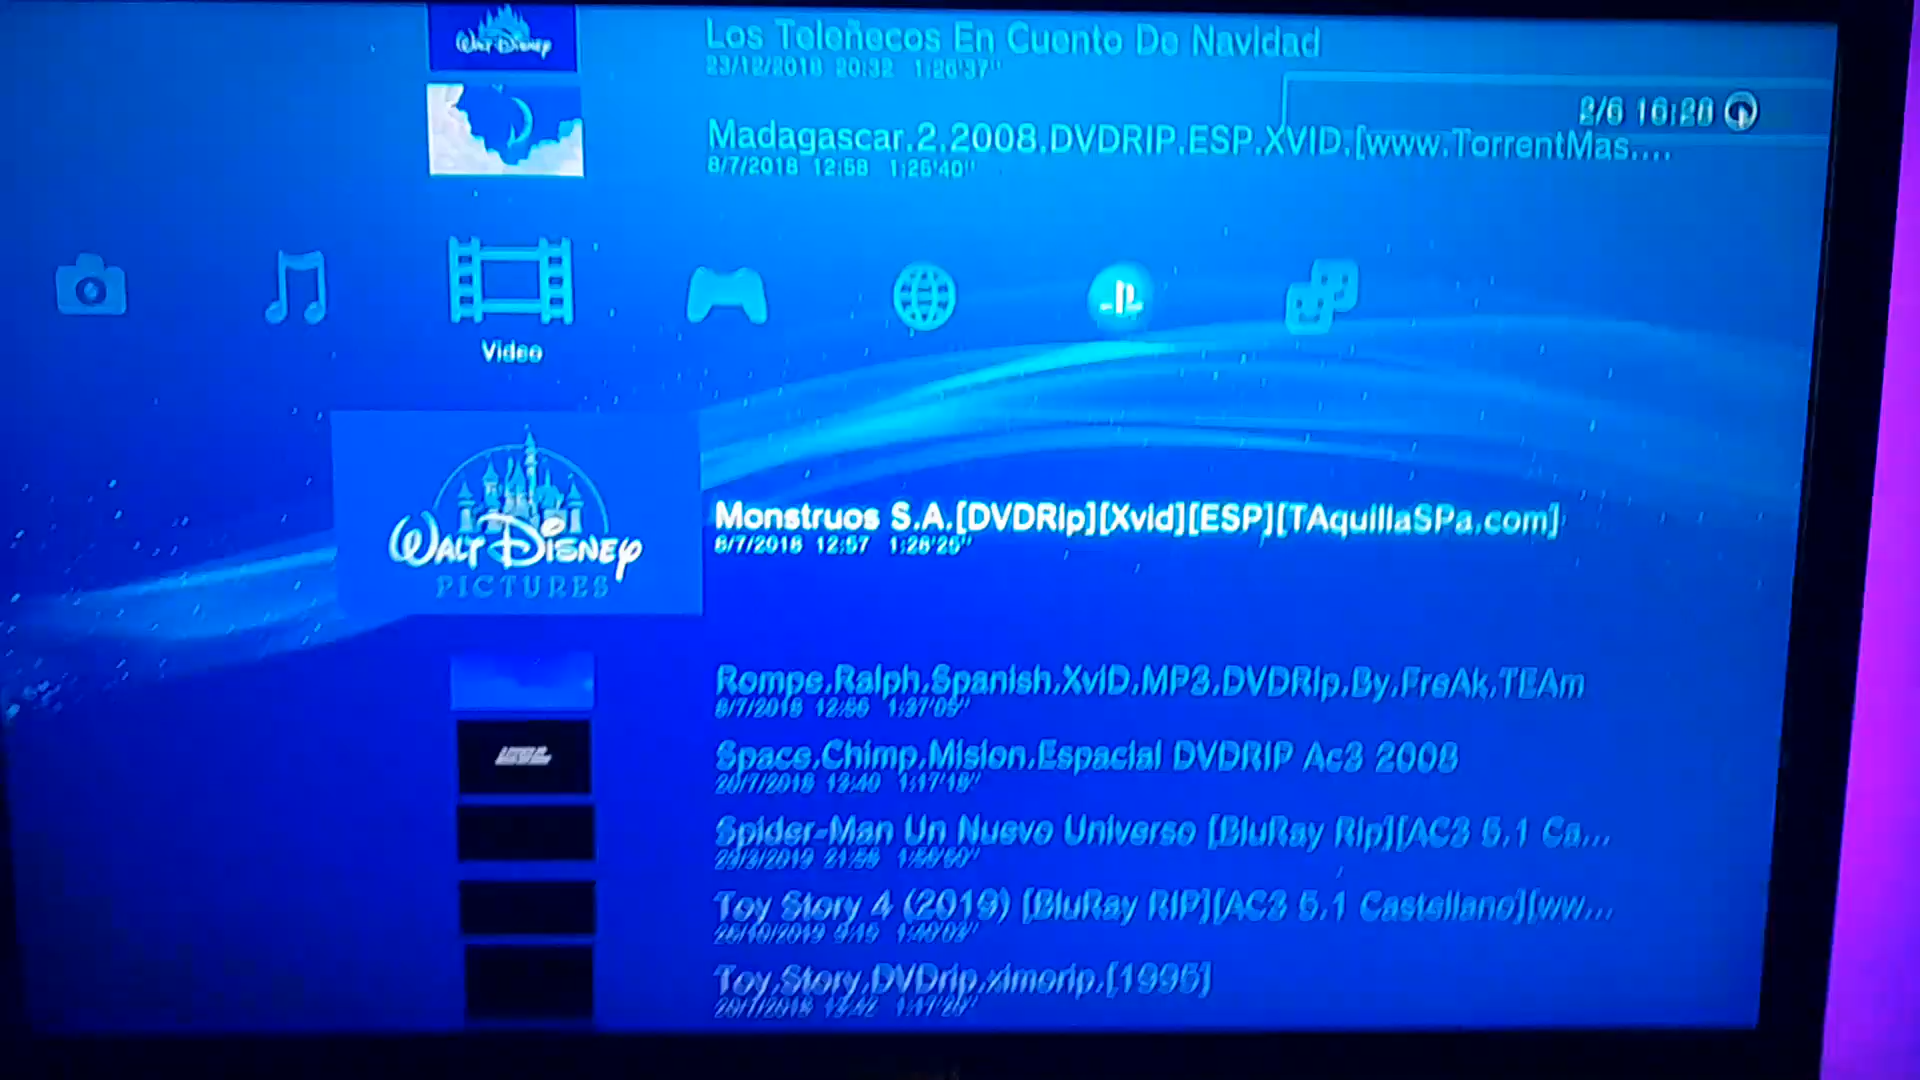 WALT DISNEY
Los Teleñecos En Cuento De Navidad
23/12/2018 20:32 1:26'37"
2/6 16:20
Madagascar.2.2008.DVDRIP.ESP.XVID.[www.TorrentMas....
8/7/2018 12:58 1:25'40"
Video
WALT DISNEY
PICTURES
Monstruos S.A.[DVDRip][Xvid][ESP][TAquillaSPa.com]
8/7/2018 12:57 1:28'25"
Rompe.Ralph.Spanish.XviD.MP3.DVDRip.By.FreAk.TEAm
8/7/2018 12:56 1:37'05"
Space.Chimp.Mision.Espacial DVDRIP Ac3 2008
20/7/2018 12:40 1:17'18"
Spider-Man Un Nuevo Universo [BluRay Rip][AC3 5.1 Ca...
Toy Story 4 (2019) [BluRay RIP][AC3 5.1 Castellano][ww...
Toy.Story.DVDrip.ximorip.[1995]